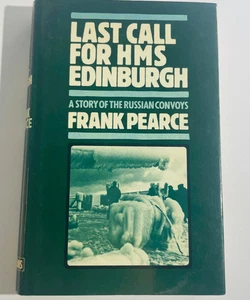 LAST CALL
FOR HMS
EDINBURGH
A STORY OF THE RUSSIAN CONVOYS
FRANK PEARCE